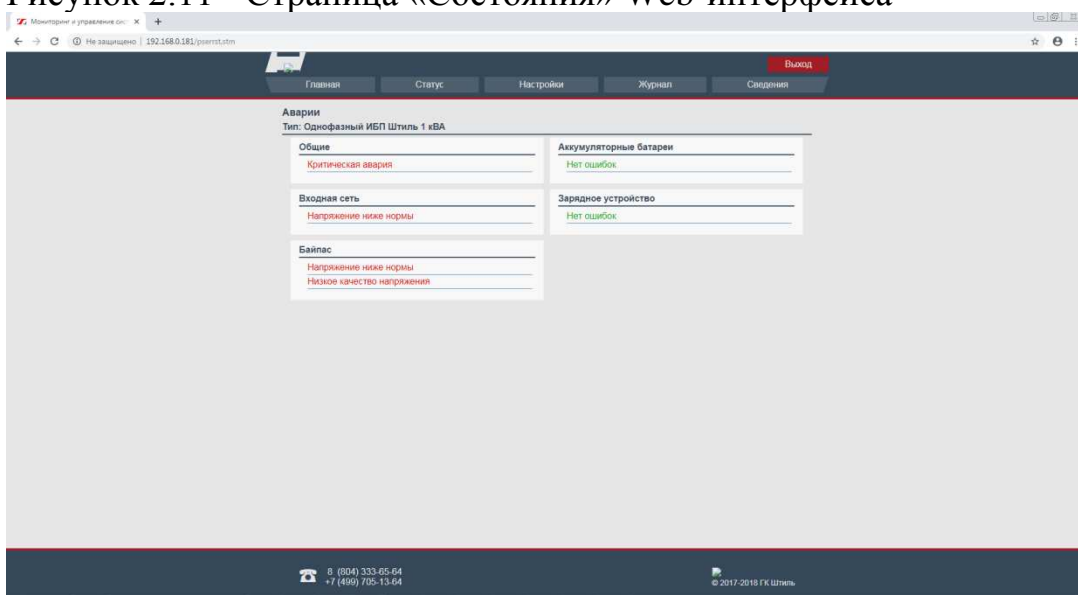 Рисунок 2.11 - Страница «Состояния» Web-интерфейса
Мониторинг и управление сис
Не защищено | 192.168.0.181/pserrst.stm
Выход
Главная Статус Настройки Журнал Сведения
Аварии
Тип: Однофазный ИБП Штиль 1 кВА
Общие
Критическая авария
Аккумуляторные батареи
Нет ошибок
Входная сеть
Напряжение ниже нормы
Зарядное устройство
Нет ошибок
Байпас
Напряжение ниже нормы
Низкое качество напряжения
8 (804) 333-65-64
+7 (499) 705-13-64
© 2017-2018 ГК Штиль